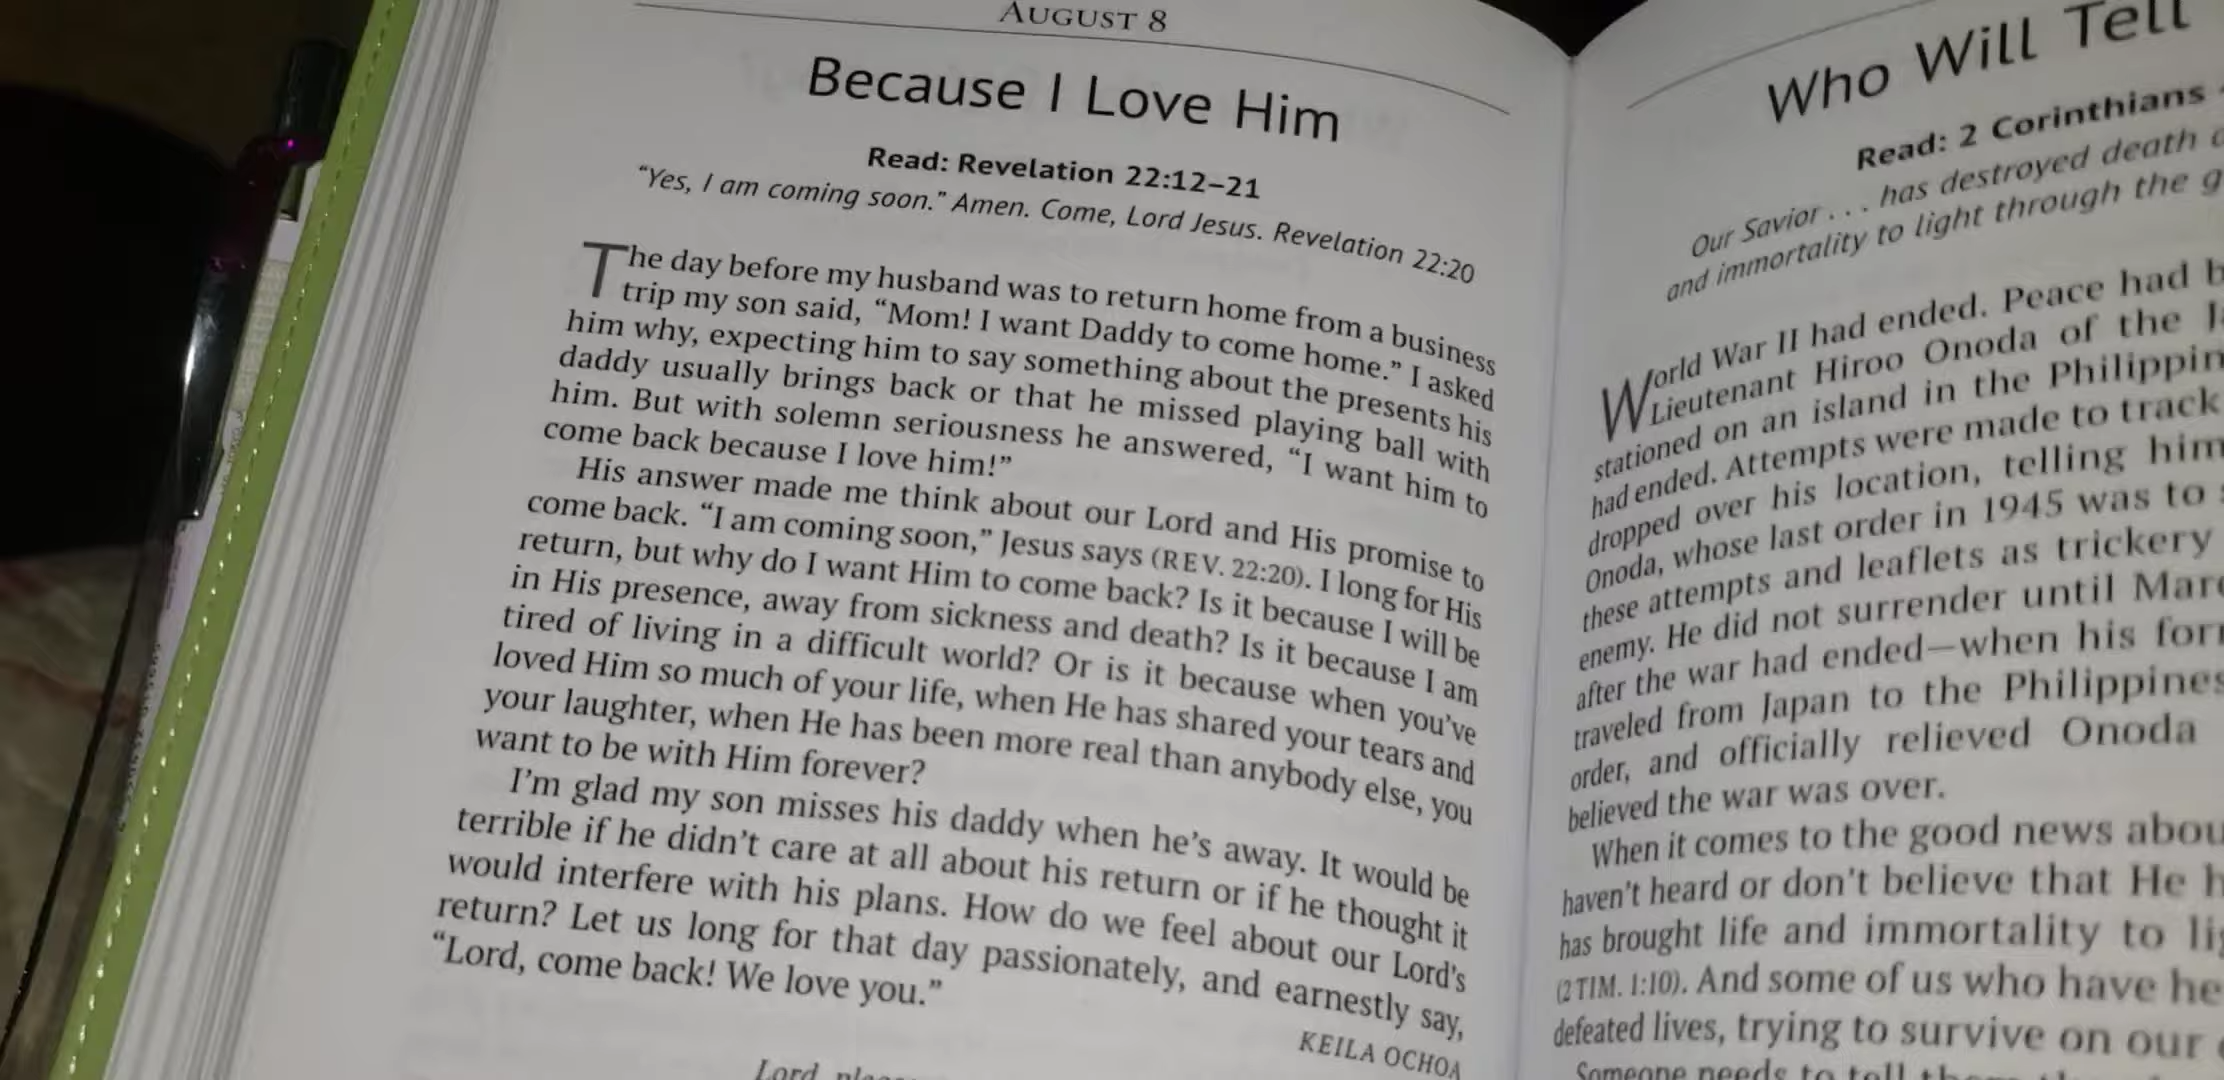 AUGUST 8
Because I Love Him
Read: Revelation 22:12–21
“Yes, I am coming soon.” Amen. Come, Lord Jesus. Revelation 22:20
The day before my husband was to return home from a business
trip my son said, “Mom! I want Daddy to come home.” I asked
him why, expecting him to say something about the presents his
daddy usually brings back or that he missed playing ball with
him. But with solemn seriousness he answered, “I want him to
come back because I love him!”
His answer made me think about our Lord and His promise to
come back. “I am coming soon,” Jesus says (REV. 22:20). I long for His
return, but why do I want Him to come back? Is it because I will be
in His presence, away from sickness and death? Is it because I am
tired of living in a difficult world? Or is it because when you’ve
loved Him so much of your life, when He has shared your tears and
your laughter, when He has been more real than anybody else, you
want to be with Him forever?
I’m glad my son misses his daddy when he’s away. It would be
terrible if he didn’t care at all about his return or if he thought it
would interfere with his plans. How do we feel about our Lord’s
return? Let us long for that day passionately, and earnestly say,
“Lord, come back! We love you.”
KEILA OCHOA
Lord,
Who Will Tell
Read: 2 Corinthians
Our Savior . . . has destroyed death
and immortality to light through the
World War II had ended. Peace had
Lieutenant Hiroo Onoda of the
stationed on an island in the
had ended. Attempts were made to track
dropped over his location, telling him
Onoda, whose last order in 1945 was to
these attempts and leaflets as trickery
enemy. He did not surrender until
after the war had ended—when his
traveled from Japan to the Philippines
order, and officially relieved Onoda
believed the war was over.
When it comes to the good news
haven’t heard or don’t believe that He
has brought life and immortality to
(2 TIM. 1:10). And some of us who have
defeated lives, trying to survive on our
Someone needs to tell